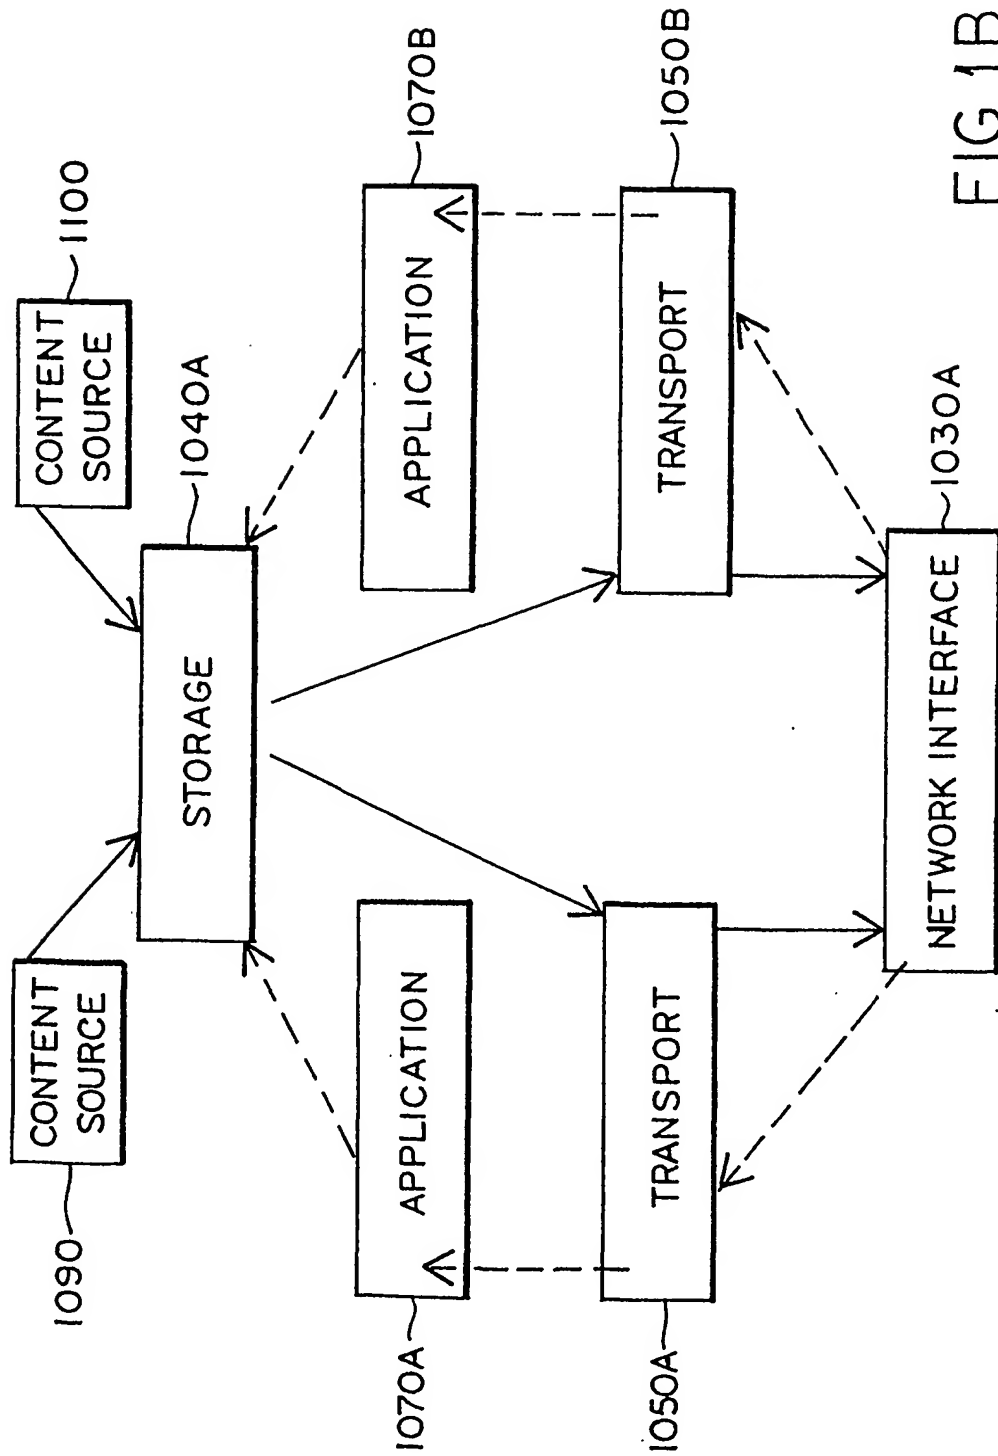 1090
CONTENT
SOURCE
CONTENT
SOURCE
1100
STORAGE
1040A
1070A
APPLICATION
APPLICATION
1070B
1050A
TRANSPORT
TRANSPORT
1050B
NETWORK INTERFACE
1030A
FIG 1B